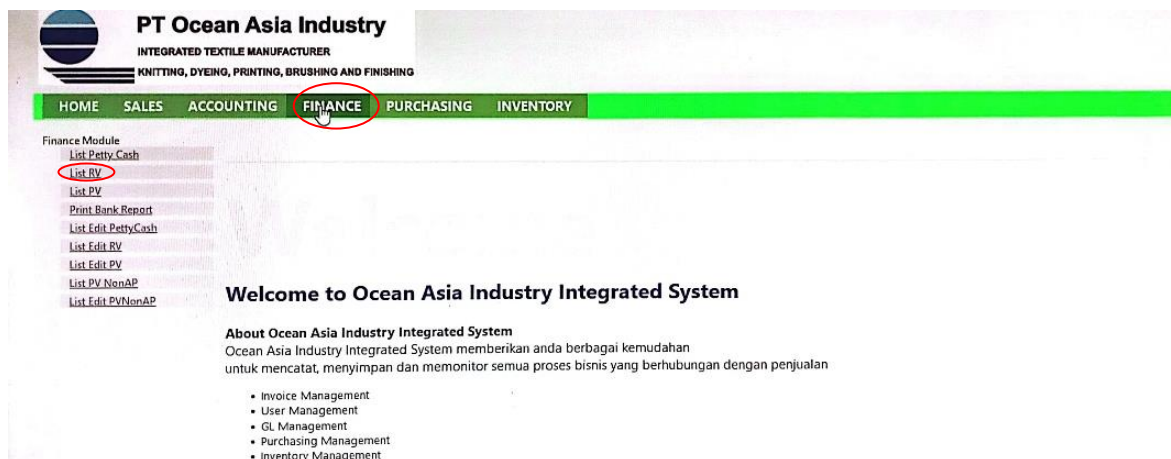 PT Ocean Asia Industry
INTEGRATED TEXTILE MANUFACTURER
KNITTING, DYEING, PRINTING, BRUSHING AND FINISHING
HOME SALES ACCOUNTING FINANCE PURCHASING INVENTORY
Finance Module
List Petty Cash
List RV
List PV
Print Bank Report
List Edit PettyCash
List Edit RV
List Edit PV
List PV NonAP
List Edit PVNonAP
Welcome to Ocean Asia Industry Integrated System
About Ocean Asia Industry Integrated System
Ocean Asia Industry Integrated System memberikan anda berbagai kemudahan
untuk mencatat, menyimpan dan memonitor semua proses bisnis yang berhubungan dengan penjualan
• Invoice Management
• User Management
• GL Management
• Purchasing Management
• Inventory Management